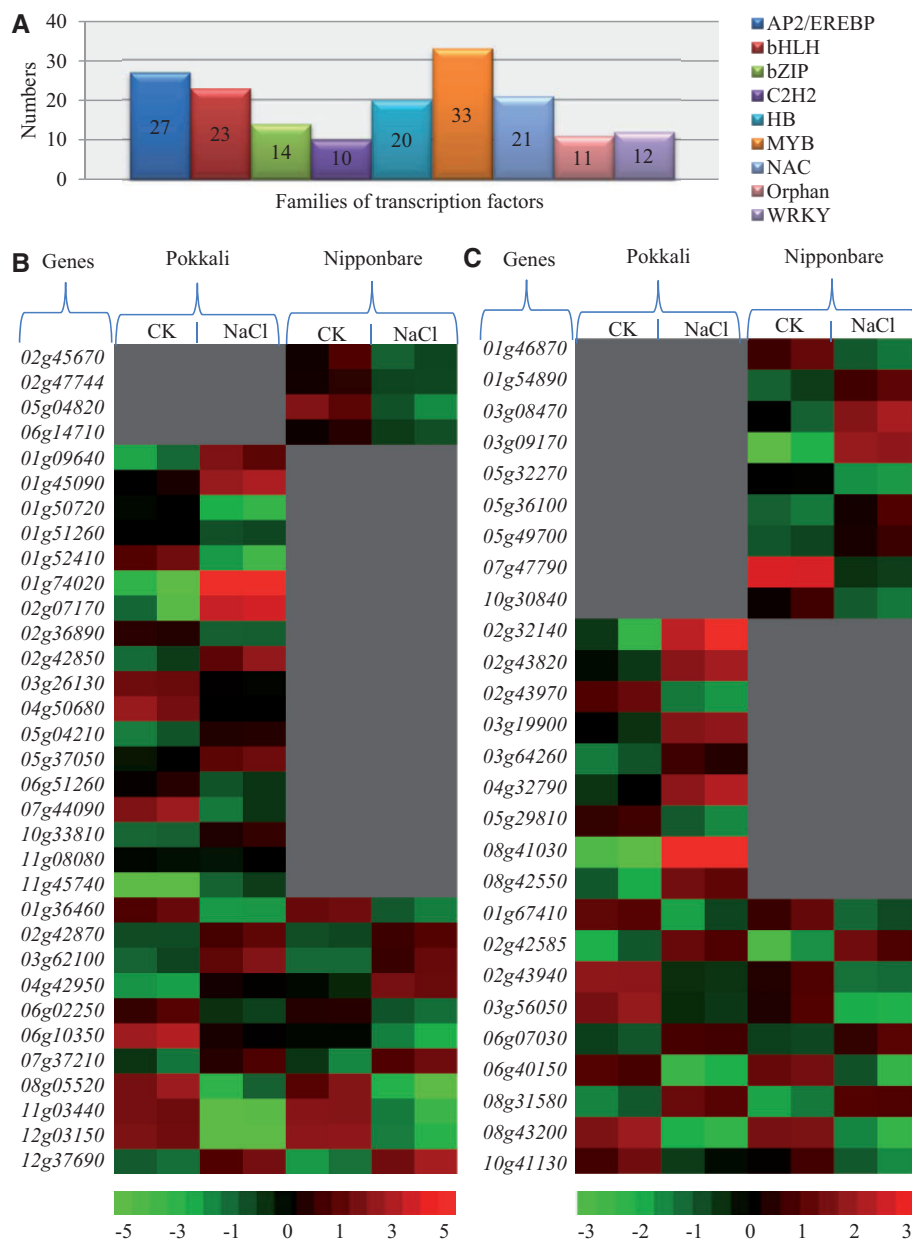 A
Numbers
40
30
20
10
0
27
23
14
10
20
33
21
11
12
Families of transcription factors
AP2/EREBP
bHLH
bZIP
C2H2
HB
MYB
NAC
Orphan
WRKY
B
Genes
Pokkali
Nipponbare
CK
NaCl
CK
NaCl
02g45670
02g47744
05g04820
06g14710
01g09640
01g45090
01g50720
01g51260
01g52410
01g74020
02g07170
02g36890
02g42850
03g26130
04g50680
05g04210
05g37050
06g51260
07g44090
10g33810
11g08080
11g45740
01g36460
02g42870
03g62100
04g42950
06g02250
06g10350
07g37210
08g05520
11g03440
12g03150
12g37690
-5
-3
-1
0
1
3
5
C
Genes
Pokkali
Nipponbare
CK
NaCl
CK
NaCl
01g46870
01g54890
03g08470
03g09170
05g32270
05g36100
05g49700
07g47790
10g30840
02g32140
02g43820
02g43970
03g19900
03g64260
04g32790
05g29810
08g41030
08g42550
01g67410
02g42585
02g43940
03g56050
06g07030
06g40150
08g31580
08g43200
10g41130
-3
-2
-1
0
1
2
3